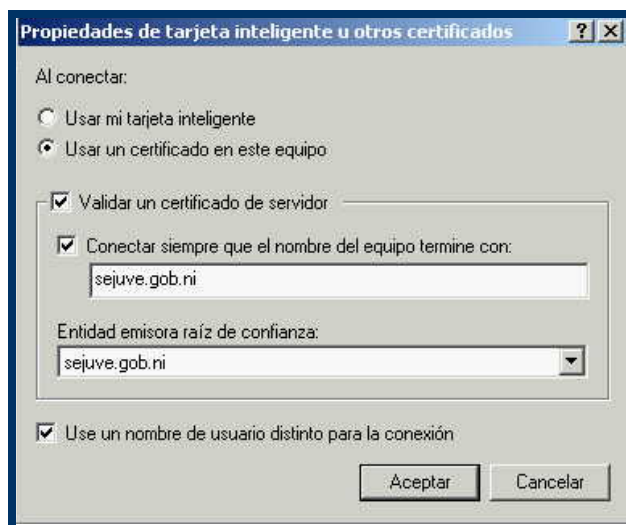 Propiedades de tarjeta inteligente u otros certificados
Al conectar:
Usar mi tarjeta inteligente
Usar un certificado en este equipo
Validar un certificado de servidor
Conectar siempre que el nombre del equipo termine con:
sejuve.gob.ni
Entidad emisora raíz de confianza:
sejuve.gob.ni
Use un nombre de usuario distinto para la conexión
Aceptar Cancelar